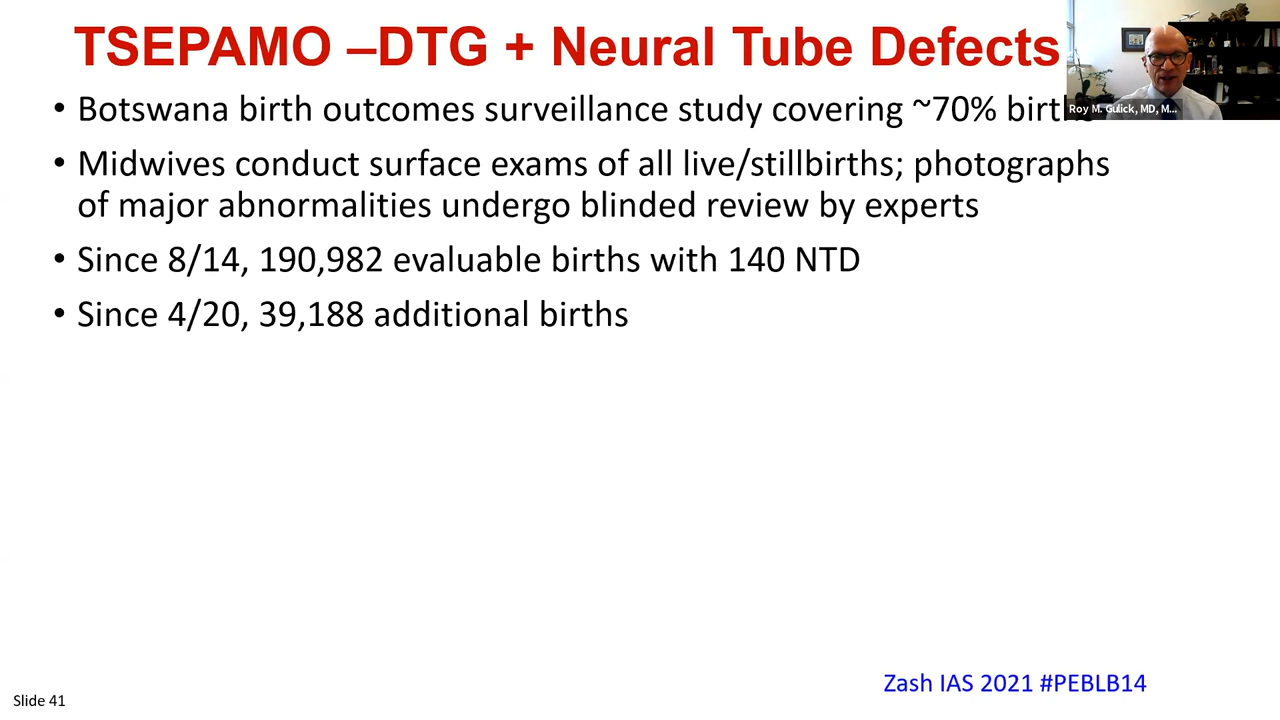 TSEPAMO –DTG + Neural Tube Defects
• Botswana birth outcomes surveillance study covering ~70% births
Roy M. Gulick, MD, M...
• Midwives conduct surface exams of all live/stillbirths; photographs
of major abnormalities undergo blinded review by experts
• Since 8/14, 190,982 evaluable births with 140 NTD
• Since 4/20, 39,188 additional births
Zash IAS 2021 #PEBLB14
Slide 41